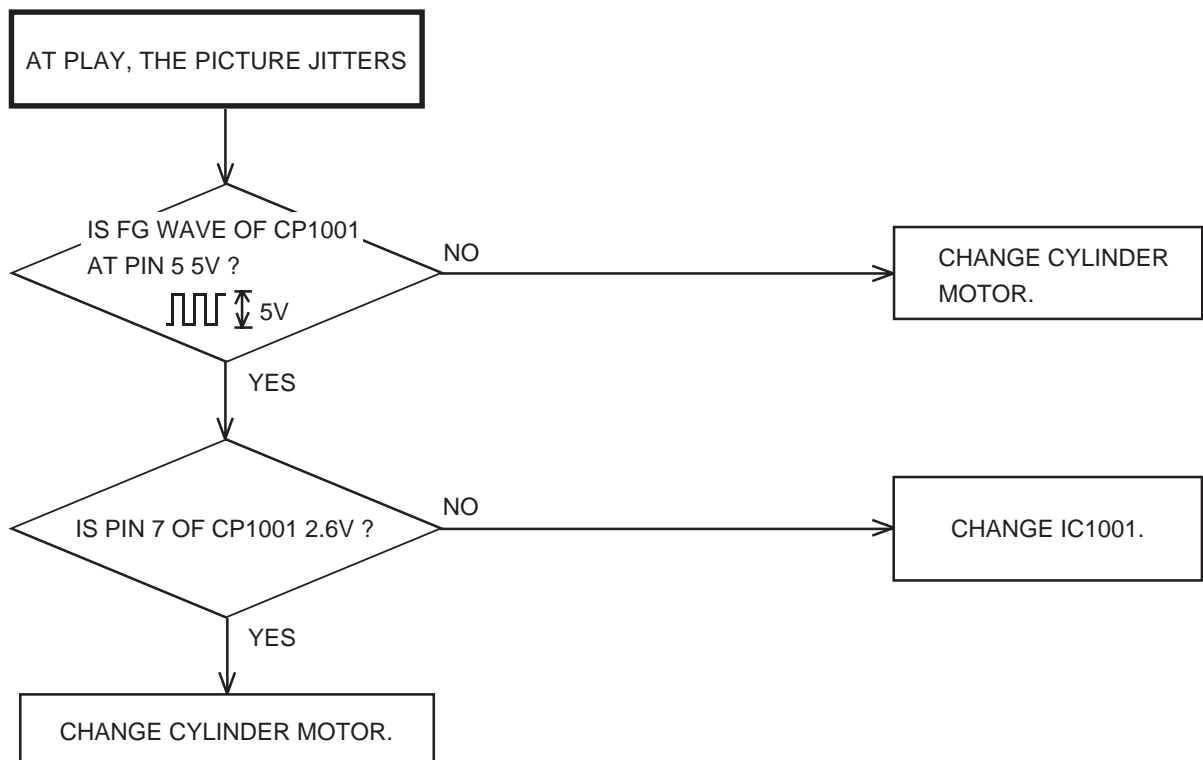 AT PLAY, THE PICTURE JITTERS
IS FG WAVE OF CP1001
AT PIN 5 5V ?
5V
NO
CHANGE CYLINDER
MOTOR.
YES
IS PIN 7 OF CP1001 2.6V ?
NO
CHANGE IC1001.
YES
CHANGE CYLINDER MOTOR.